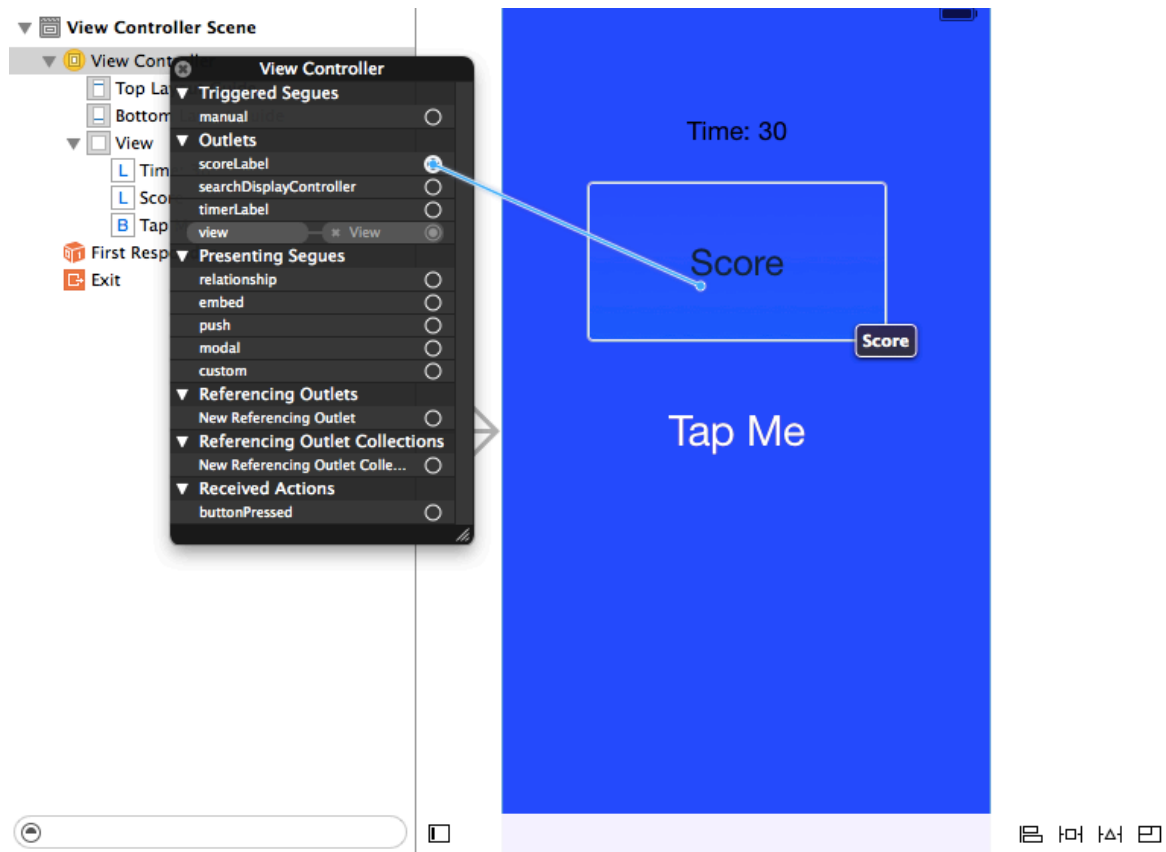 View Controller Scene
View Cont
Top La
Bottom
View
L Tim
L Sco
B Tap
First Resp
Exit
View Controller
Triggered Segues
manual
Outlets
scoreLabel
searchDisplayController
timerLabel
view View
Presenting Segues
relationship
embed
push
modal
custom
Referencing Outlets
New Referencing Outlet
Referencing Outlet Collections
New Referencing Outlet Colle...
Received Actions
buttonPressed
Time: 30
Score
Score
Tap Me